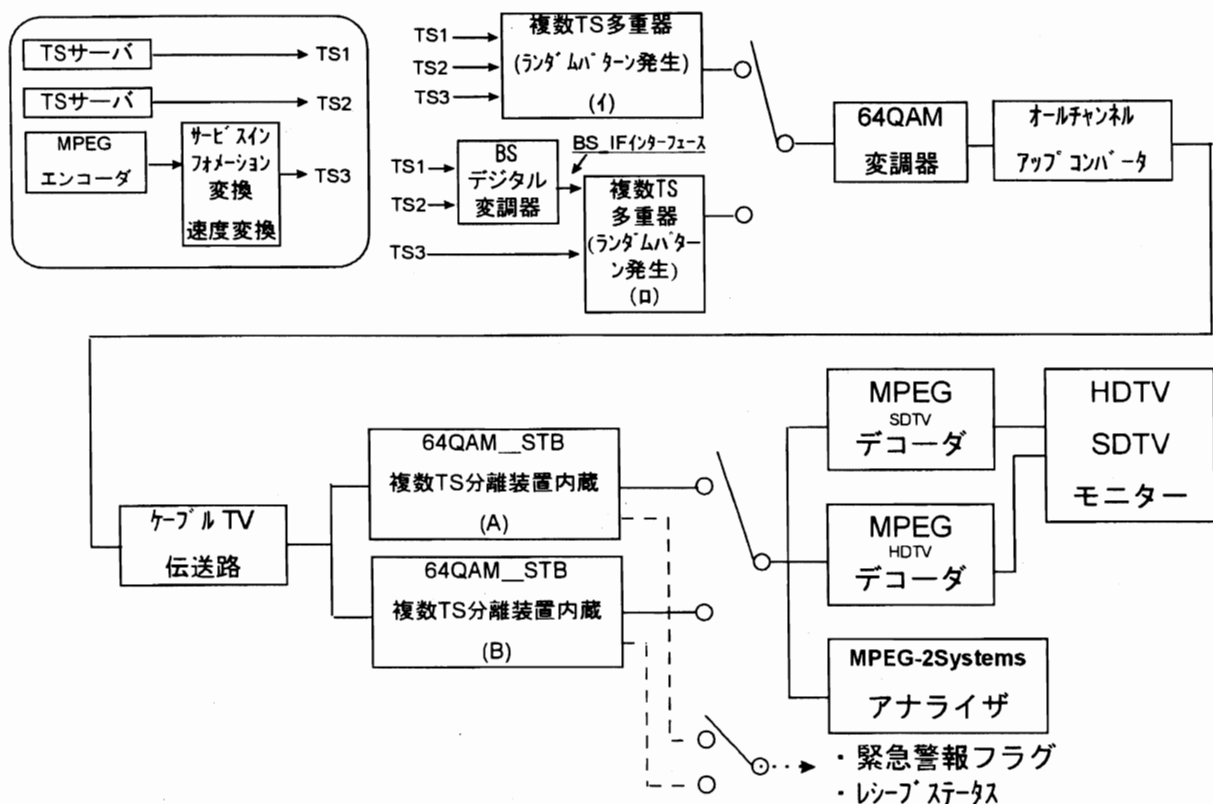 TSサーバ
TS1
TSサーバ
TS2
MPEG
エンコーダ
サービスイン
フォメーション
変換
速度変換
TS3
TS1
TS2
TS3
複数TS多重器
(ランダムパターン発生)
(イ)
TS1
TS2
TS3
BS
デジタル
変調器
BS_IFインターフェース
複数TS
多重器
(ランダムパター
ン発生)
(ロ)
64QAM
変調器
オールチャンネル
アップコンバータ
ケーブルTV
伝送路
64QAM__STB
複数TS分離装置内蔵
(A)
64QAM__STB
複数TS分離装置内蔵
(B)
MPEG
SDTV
デコーダ
MPEG
HDTV
デコーダ
MPEG-2Systems
アナライザ
HDTV
SDTV
モニター
・緊急警報フラグ
・レシーブステータス